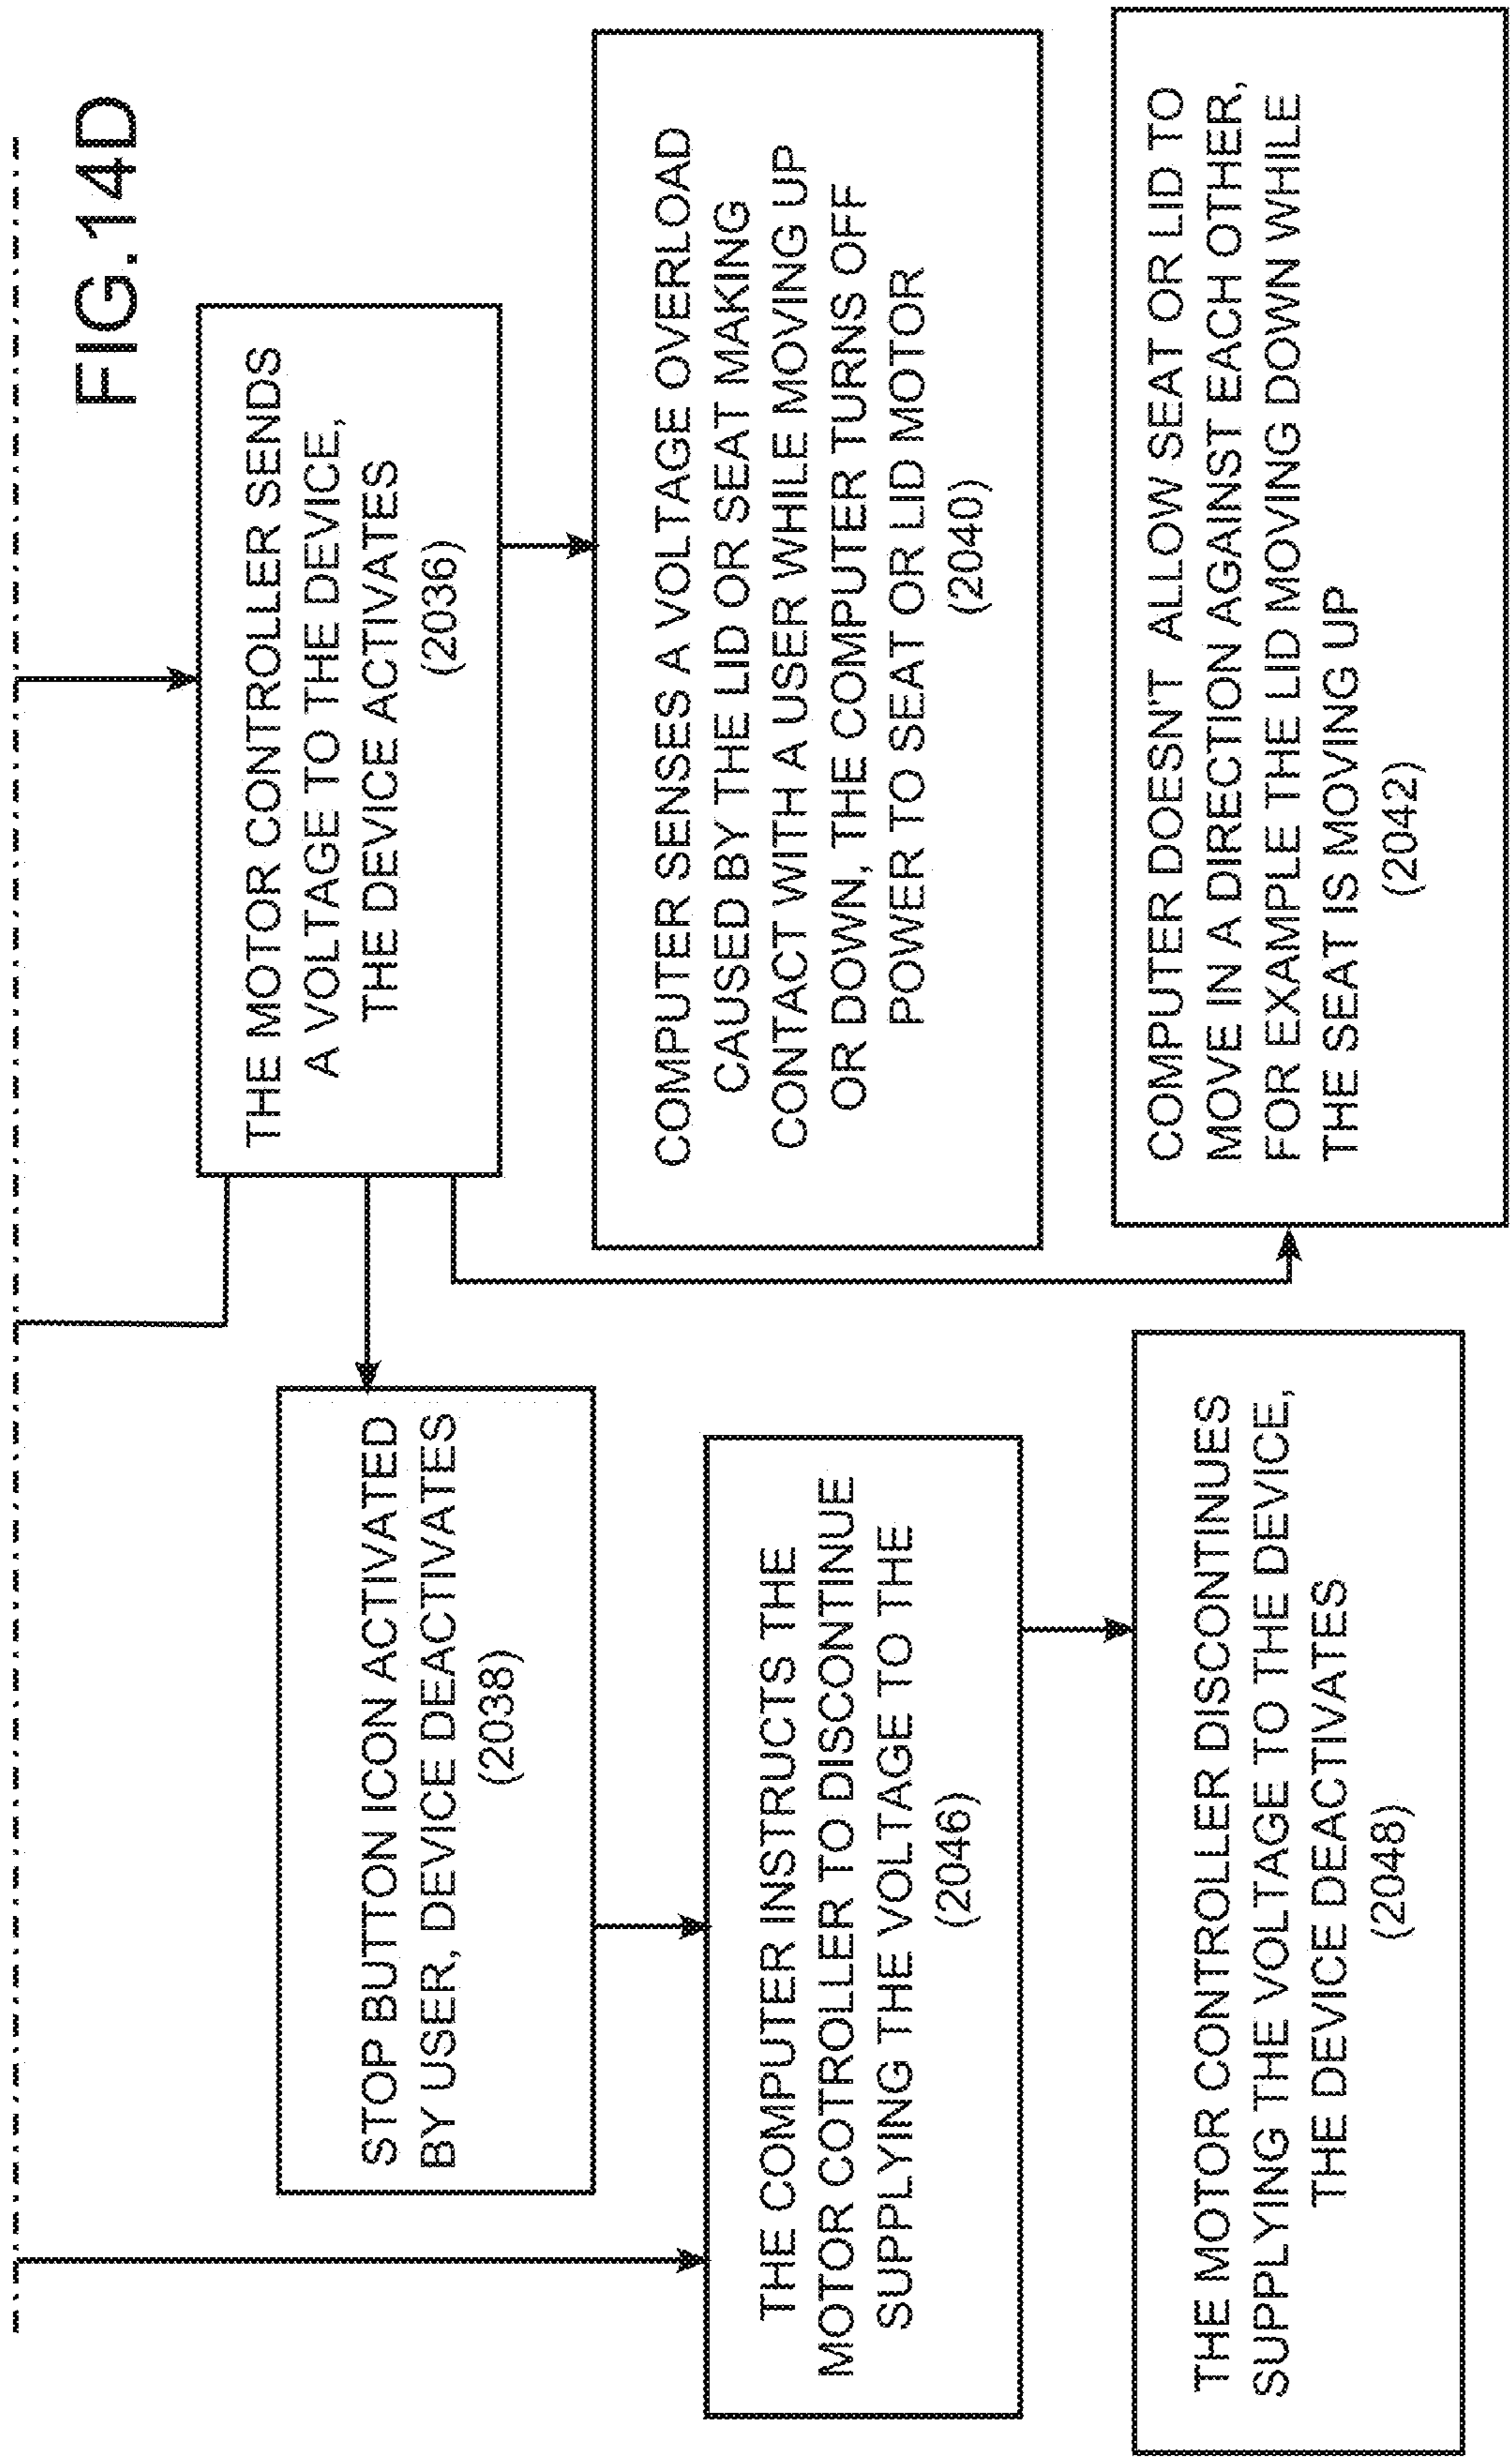 FIG.14D
THE MOTOR CONTROLLER SENDS
A VOLTAGE TO THE DEVICE,
THE DEVICE ACTIVATES
(2036)
STOP BUTTON ICON ACTIVATED
BY USER, DEVICE DEACTIVATES
(2038)
COMPUTER SENSES A VOLTAGE OVERLOAD
CAUSED BY THE LID OR SEAT MAKING
CONTACT WITH A USER WHILE MOVING UP
OR DOWN, THE COMPUTER TURNS OFF
POWER TO SEAT OR LID MOTOR
(2040)
THE COMPUTER INSTRUCTS THE
MOTOR COTROLLER TO DISCONTINUE
SUPPLYING THE VOLTAGE TO THE
(2046)
COMPUTER DOESN'T ALLOW SEAT OR LID TO
MOVE IN A DIRECTION AGAINST EACH OTHER,
FOR EXAMPLE THE LID MOVING DOWN WHILE
THE SEAT IS MOVING UP
(2042)
THE MOTOR CONTROLLER DISCONTINUES
SUPPLYING THE VOLTAGE TO THE DEVICE,
THE DEVICE DEACTIVATES
(2048)